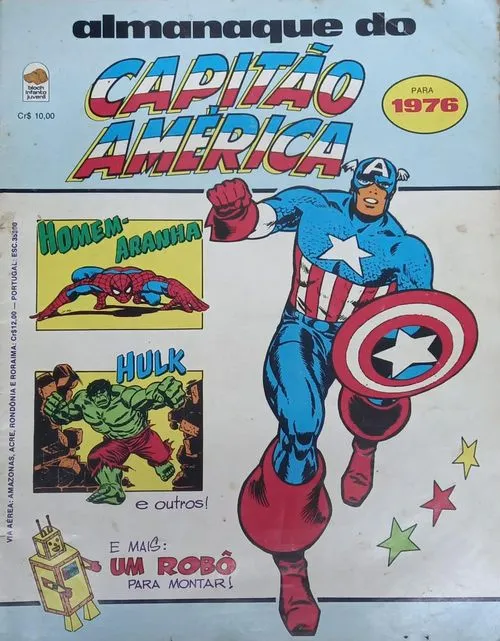 almanaque do
CAPITÃO
AMÉRICA
PARA
1976
bloch
infanto
juvenil
Cr$ 10,00
A
HOMEM-
ARANHA
HULK
e outros!
E MAIS:
UM ROBÔ
PARA MONTAR!
VIA AÉREA: AMAZONAS, ACRE, RONDÔNIA E RORAIMA: Cr$12,00 — PORTUGAL: ESC.